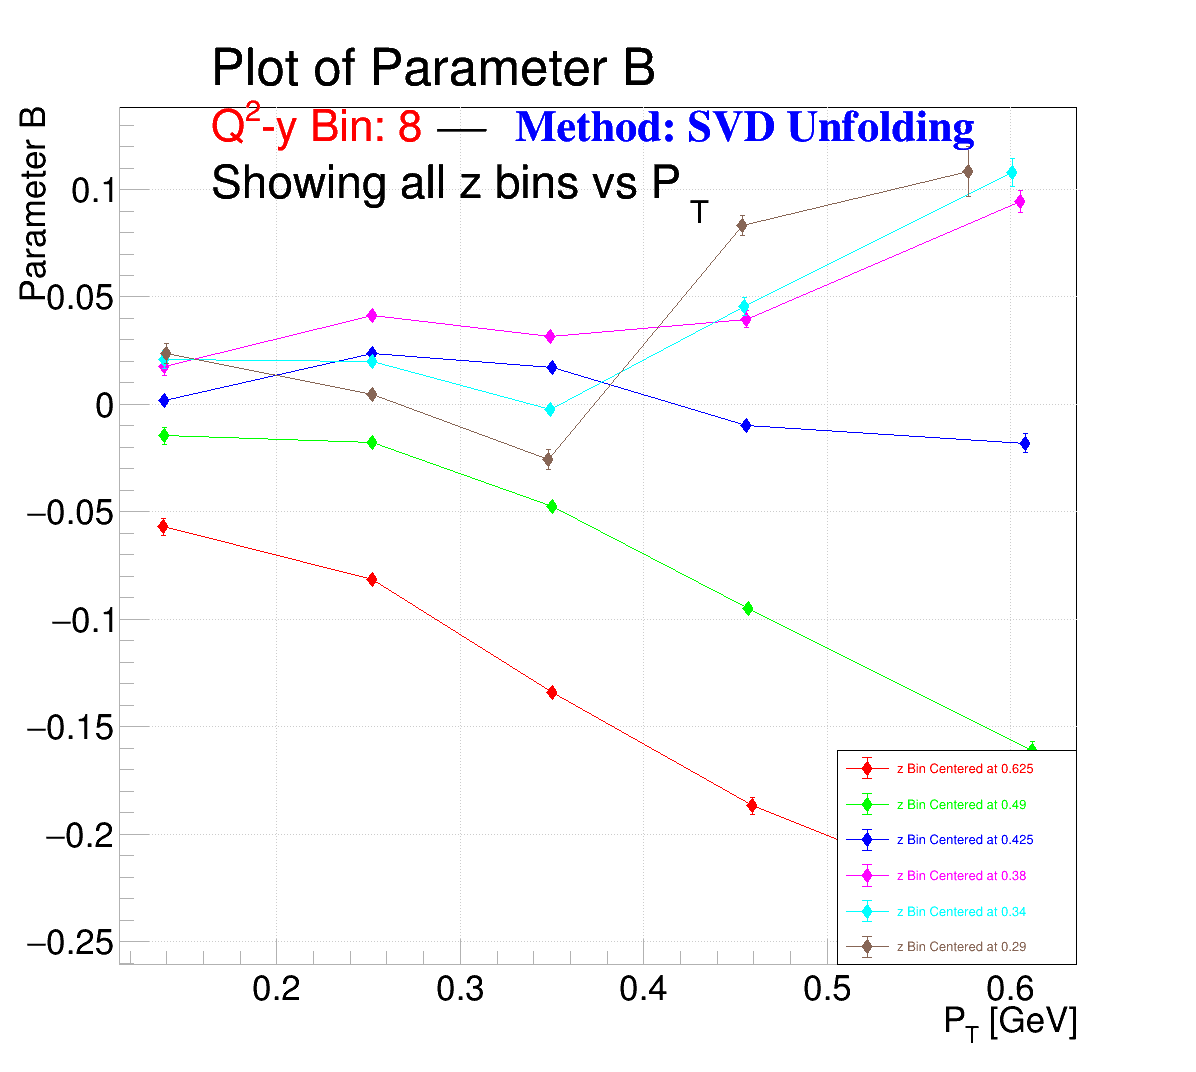 Plot of Parameter B
Q²-y Bin: 8 — Method: SVD Unfolding
Showing all z bins vs P_T
Parameter B
0.1
0.05
0
−0.05
−0.1
−0.15
−0.2
−0.25
z Bin Centered at 0.625
z Bin Centered at 0.49
z Bin Centered at 0.425
z Bin Centered at 0.38
z Bin Centered at 0.34
z Bin Centered at 0.29
0.2 0.3 0.4 0.5 0.6
P_T [GeV]